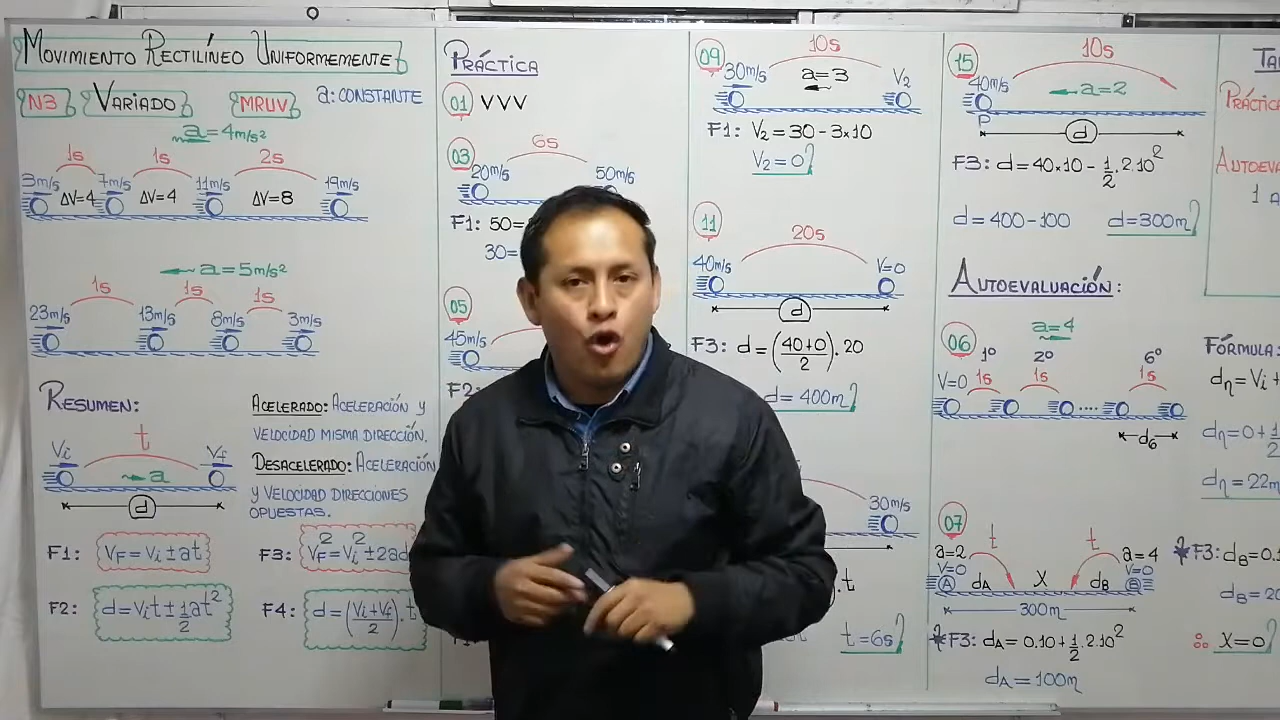 MOVIMIENTO RECTILÍNEO UNIFORMEMENTE
N3 VARIADO MRUV a: CONSTANTE
a=4m/s²
1s 1s 2s
3m/s 7m/s 11m/s 19m/s
ΔV=4 ΔV=4 ΔV=8
a=5m/s²
1s 1s 1s
23m/s 13m/s 8m/s 3m/s
RESUMEN:
t
Vi Vf
a
d
ACELERADO: ACELERACIÓN Y
VELOCIDAD MISMA DIRECCIÓN.
DESACELERADO: ACELERACIÓN
Y VELOCIDAD DIRECCIONES
OPUESTAS.
F1: VF=Vi±at
F3: VF²=Vi²±2ad
F2: d=Vit±½at²
F4: d=(Vi+Vf/2).t
PRÁCTICA
01 VVV
03 6s
20m/s 50m/s
F1: 50=
30=
05
45m/s
F2:
09 10s
30m/s a=3 V2
F1: V2=30-3×10
V2=0
11 20s
40m/s V=0
d
F3: d=(40+0/2).20
d=400m
30m/s
.t
t=6s
15 10s
40m/s a=2
P d
F3: d=40×10-½.2.10²
d=400-100 d=300m
AUTOEVALUACIÓN:
06 a=4
1° 2° 6°
V=0 1s 1s 1s
d6
FÓRMULA:
dn=Vi+
dn=0+½
dn=22m
07 t t
a=2 a=4
V=0 V=0
A dA X dB B
300m
*F3: dA=0.10+½.2.10²
dA=100m
*F3: dB=0.
dB=20
∴ X=0
PRÁCTICA
1